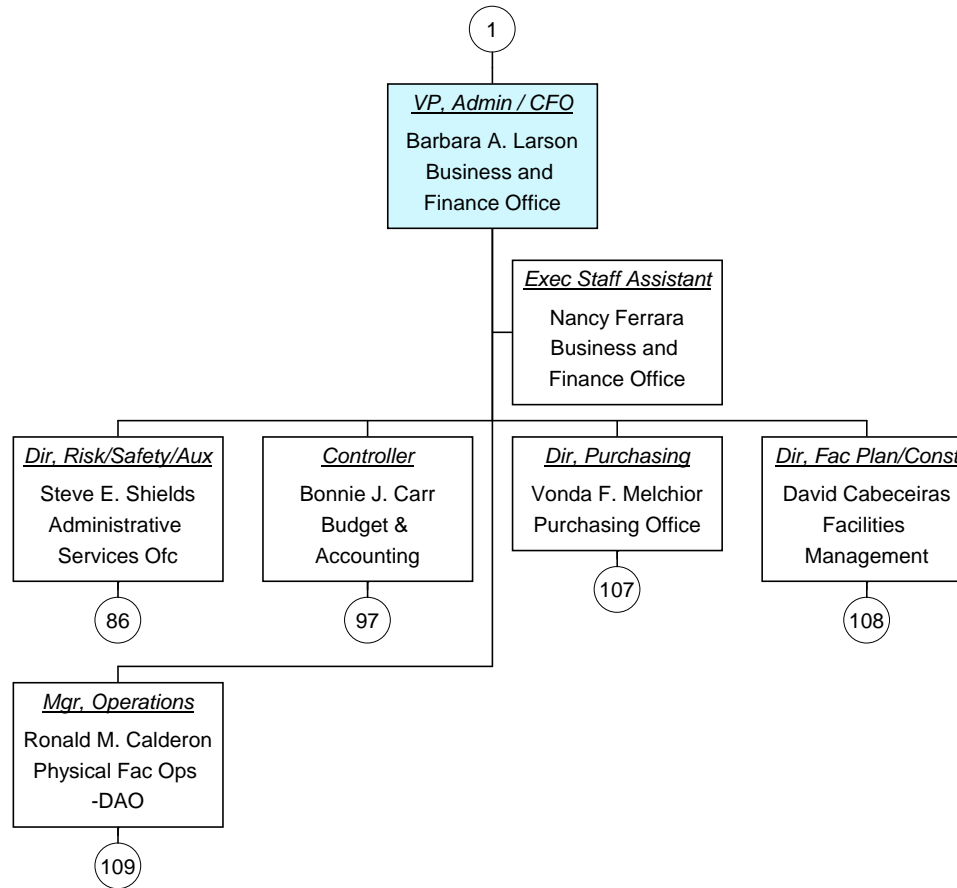 1
VP, Admin / CFO
Barbara A. Larson
Business and
Finance Office
Exec Staff Assistant
Nancy Ferrara
Business and
Finance Office
Dir, Risk/Safety/Aux
Steve E. Shields
Administrative
Services Ofc
86
Controller
Bonnie J. Carr
Budget &
Accounting
97
Dir, Purchasing
Vonda F. Melchior
Purchasing Office
107
Dir, Fac Plan/Const
David Cabeceiras
Facilities
Management
108
Mgr, Operations
Ronald M. Calderon
Physical Fac Ops
-DAO
109